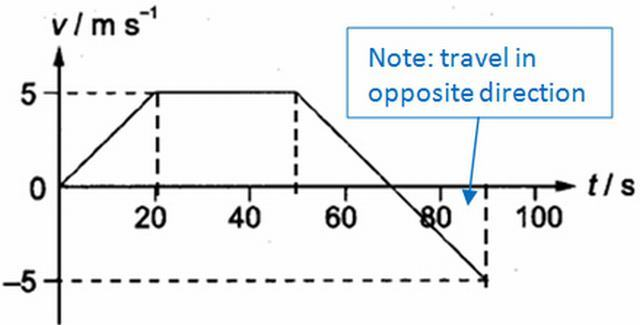 v / m s⁻¹
Note: travel in
opposite direction
5
0
20 40 60 80 100
t / s
–5